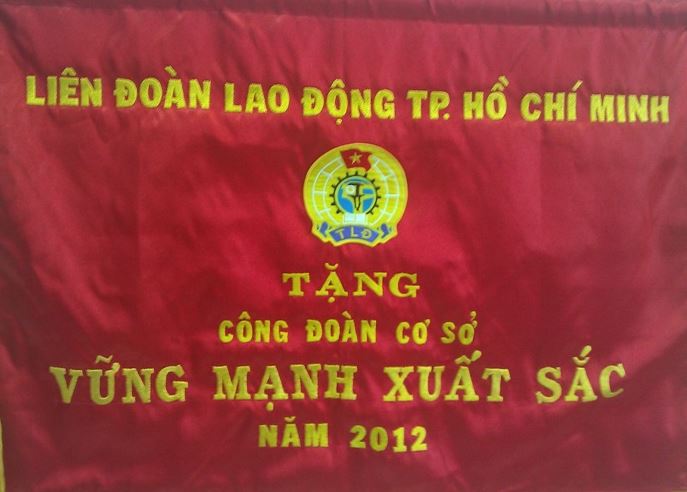 LIÊN ĐOÀN LAO ĐỘNG TP. HỒ CHÍ MINH
TLĐ
TẶNG
CÔNG ĐOÀN CƠ SỞ
VỮNG MẠNH XUẤT SẮC
NĂM 2012